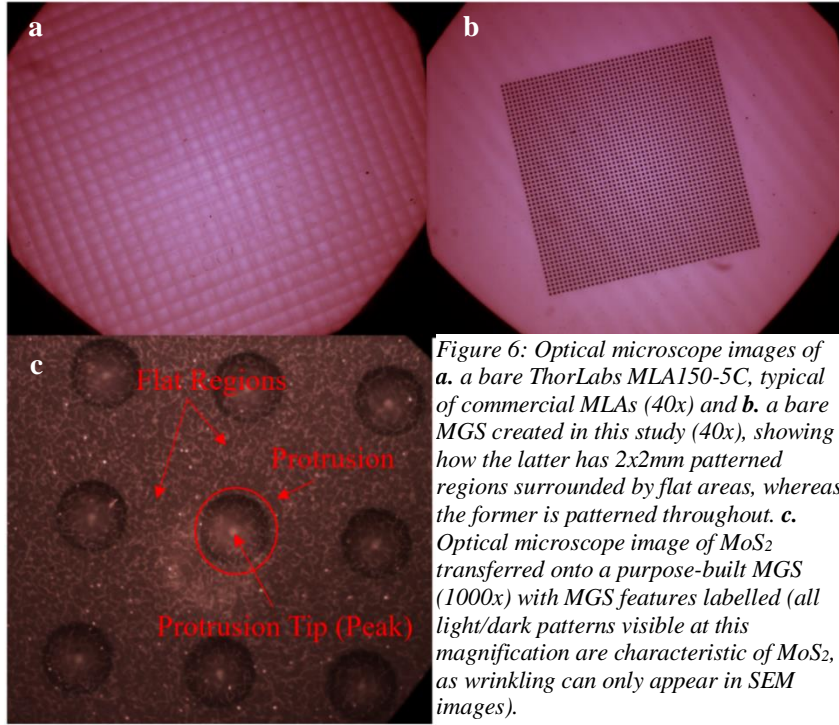 a
b
c
Flat Regions
Protrusion
Protrusion Tip (Peak)
Figure 6: Optical microscope images of
a. a bare ThorLabs MLA150-5C, typical
of commercial MLAs (40x) and b. a bare
MGS created in this study (40x), showing
how the latter has 2x2mm patterned
regions surrounded by flat areas, whereas
the former is patterned throughout. c.
Optical microscope image of MoS₂
transferred onto a purpose-built MGS
(1000x) with MGS features labelled (all
light/dark patterns visible at this
magnification are characteristic of MoS₂,
as wrinkling can only appear in SEM
images).